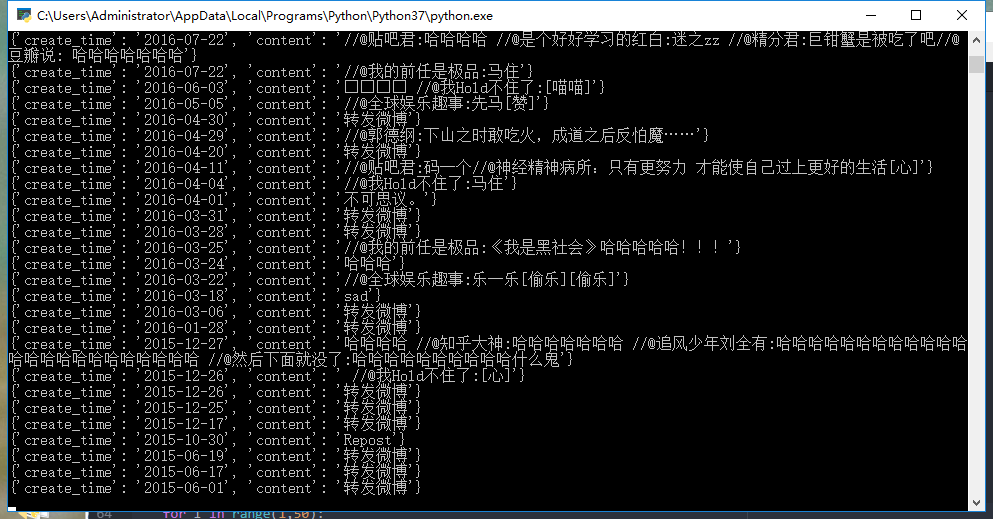 C:\Users\Administrator\AppData\Local\Programs\Python\Python37\python.exe
{'create_time': '2016-07-22', 'content': '//@贴吧君:哈哈哈哈 //@是个好好学习的红白:迷之zz //@精分君:巨钳蟹是被吃了吧//@
豆瓣说: 哈哈哈哈哈哈哈'}
{'create_time': '2016-07-22', 'content': '//@我的前任是极品:马住'}
{'create_time': '2016-06-03', 'content': '□□□□ //@我Hold不住了:[喵喵]'}
{'create_time': '2016-05-05', 'content': '//@全球娱乐趣事:先马[赞]'}
{'create_time': '2016-04-30', 'content': '转发微博'}
{'create_time': '2016-04-29', 'content': '//@郭德纲:下山之时敢吃火，成道之后反怕魔……'}
{'create_time': '2016-04-20', 'content': '转发微博'}
{'create_time': '2016-04-11', 'content': '//@贴吧君:码一个//@神经精神病所：只有更努力 才能使自己过上更好的生活[心]'}
{'create_time': '2016-04-04', 'content': '//@我Hold不住了:马住'}
{'create_time': '2016-04-01', 'content': '不可思议。'}
{'create_time': '2016-03-31', 'content': '转发微博'}
{'create_time': '2016-03-28', 'content': '转发微博'}
{'create_time': '2016-03-25', 'content': '//@我的前任是极品:《我是黑社会》哈哈哈哈哈！！！'}
{'create_time': '2016-03-24', 'content': '哈哈哈'}
{'create_time': '2016-03-22', 'content': '//@全球娱乐趣事:乐一乐[偷乐][偷乐]'}
{'create_time': '2016-03-18', 'content': 'sad'}
{'create_time': '2016-03-06', 'content': '转发微博'}
{'create_time': '2016-01-28', 'content': '转发微博'}
{'create_time': '2015-12-27', 'content': '哈哈哈哈 //@知乎大神:哈哈哈哈哈哈哈 //@追风少年刘全有:哈哈哈哈哈哈哈哈哈哈哈哈
哈哈哈哈哈哈哈哈哈哈哈哈 //@然后下面就没了:哈哈哈哈哈哈哈哈哈哈什么鬼'}
{'create_time': '2015-12-26', 'content': ' //@我Hold不住了:[心]'}
{'create_time': '2015-12-26', 'content': '转发微博'}
{'create_time': '2015-12-25', 'content': '转发微博'}
{'create_time': '2015-12-17', 'content': '转发微博'}
{'create_time': '2015-10-30', 'content': 'Repost'}
{'create_time': '2015-06-19', 'content': '转发微博'}
{'create_time': '2015-06-17', 'content': '转发微博'}
{'create_time': '2015-06-01', 'content': '转发微博'}
64 for i in range(1,50):